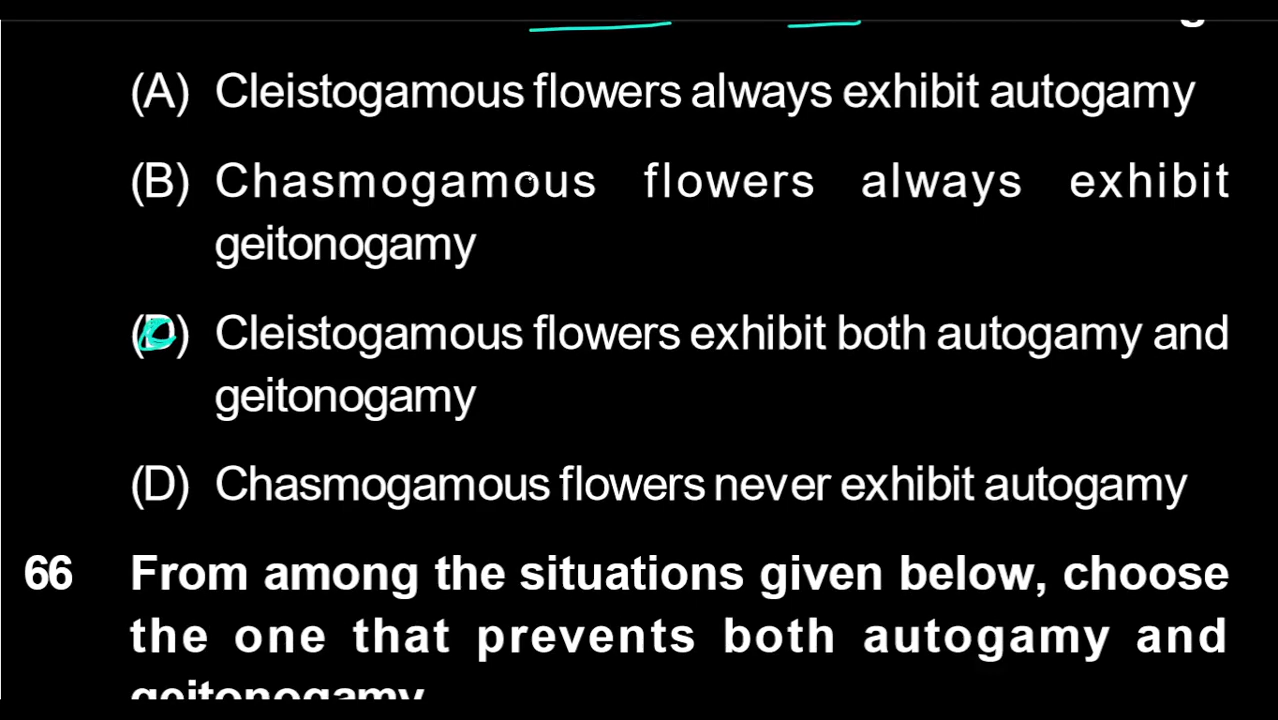 (A) Cleistogamous flowers always exhibit autogamy
(B) Chasmogamous flowers always exhibit
geitonogamy
(C) Cleistogamous flowers exhibit both autogamy and
geitonogamy
(D) Chasmogamous flowers never exhibit autogamy
66 From among the situations given below, choose
the one that prevents both autogamy and
geitonogamy